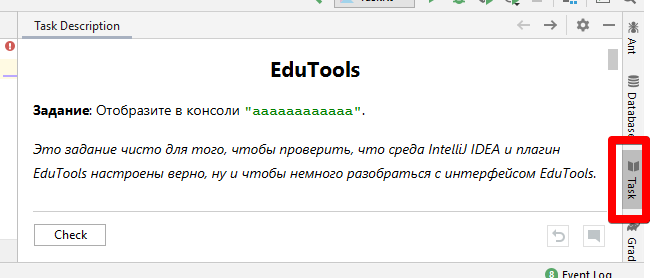 Task Description
EduTools
Задание: Отобразите в консоли "aaaaaaaaaaaa".
Это задание чисто для того, чтобы проверить, что среда IntelliJ IDEA и плагин
EduTools настроены верно, ну и чтобы немного разобраться с интерфейсом EduTools.
Check
Ant
Database
Task
Grad
8 Event Log